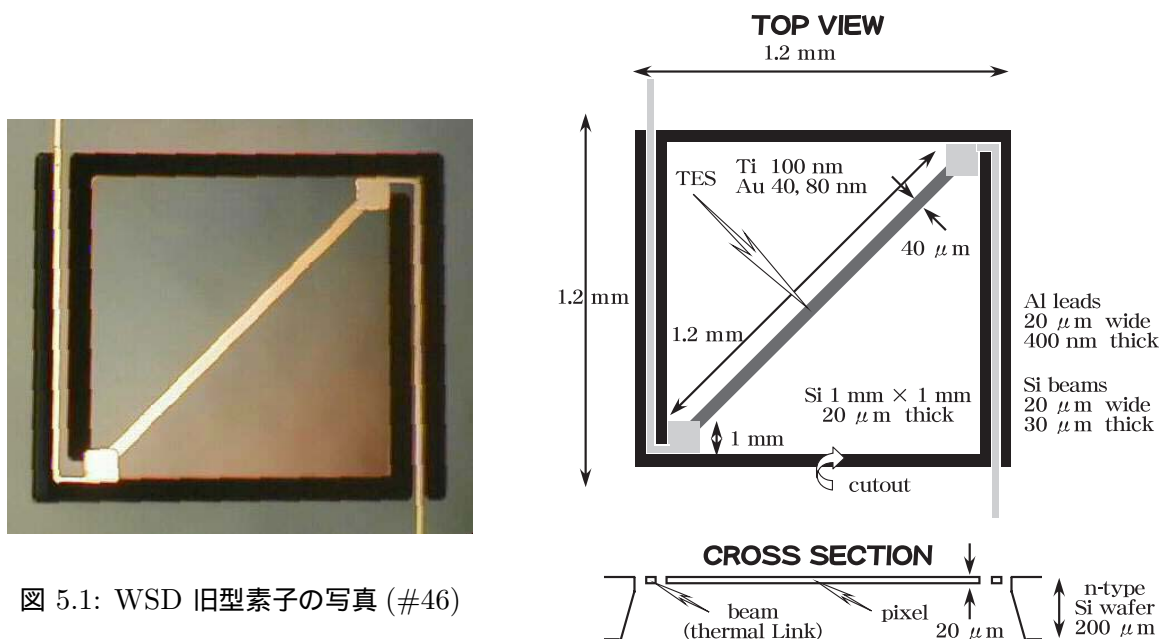 TOP VIEW
1.2 mm
TES
Ti 100 nm
Au 40, 80 nm
40 μm
1.2 mm
1.2 mm
Si 1 mm × 1 mm
20 μm thick
1 mm
cutout
Al leads
20 μm wide
400 nm thick
Si beams
20 μm wide
30 μm thick
CROSS SECTION
beam
(thermal Link)
pixel
20 μm
n-type
Si wafer
200 μm
図 5.1: WSD 旧型素子の写真 (#46)